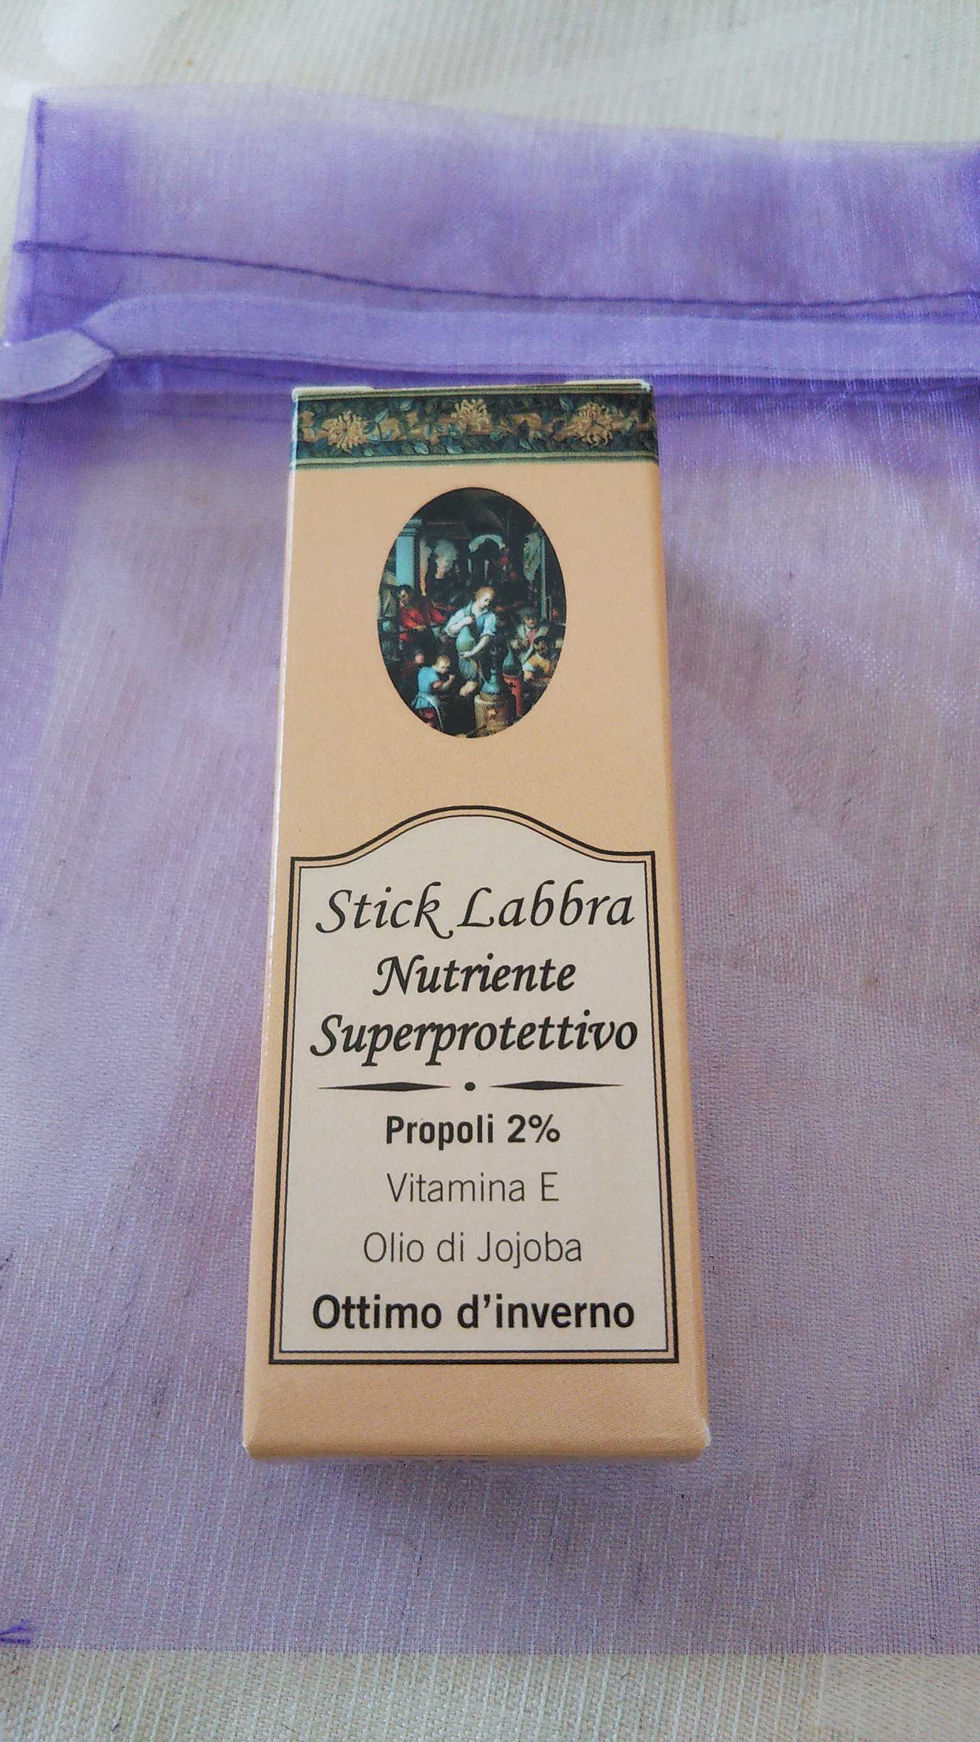 Stick Labbra
Nutriente
Superprotettivo
Propoli 2%
Vitamina E
Olio di Jojoba
Ottimo d'inverno